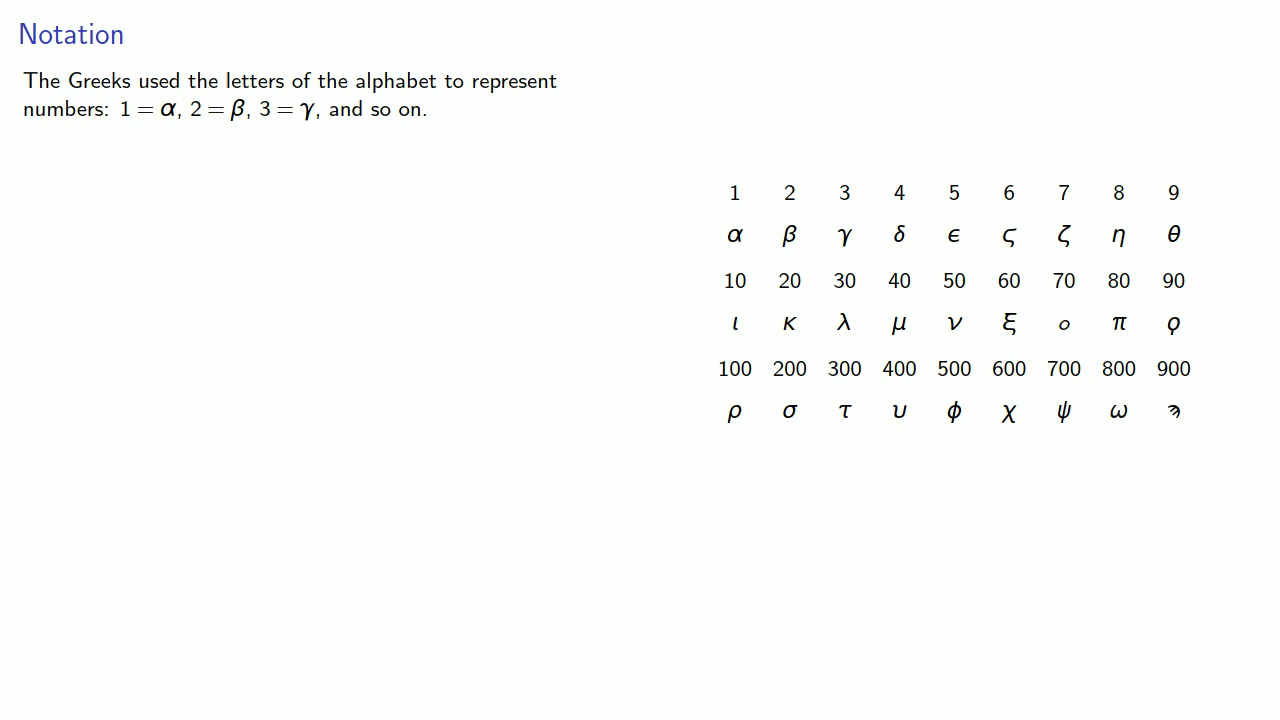 Notation
The Greeks used the letters of the alphabet to represent
numbers: 1 = α, 2 = β, 3 = γ, and so on.
1 2 3 4 5 6 7 8 9
α β γ δ ϵ ϛ ζ η θ
10 20 30 40 50 60 70 80 90
ι κ λ μ ν ξ ο π ϙ
100 200 300 400 500 600 700 800 900
ρ σ τ υ ϕ χ ψ ω ϡ